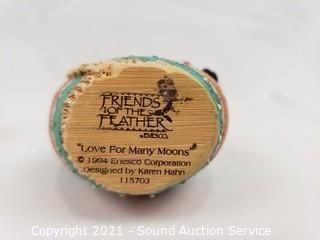 FRIENDS
OF THE
FEATHER
by ENESCO®
"Love For Many Moons"
© 1994 Enesco Corporation
Designed by Karen Hahn
115703
Copyright 2021 - Sound Auction Service